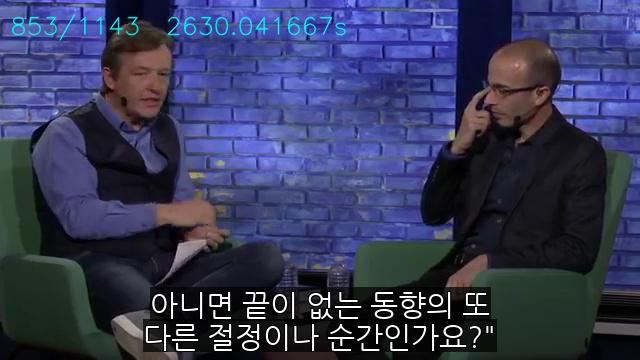 853/1143 2630.041667s
아니면 끝이 없는 동향의 또
다른 절정이나 순간인가요?"